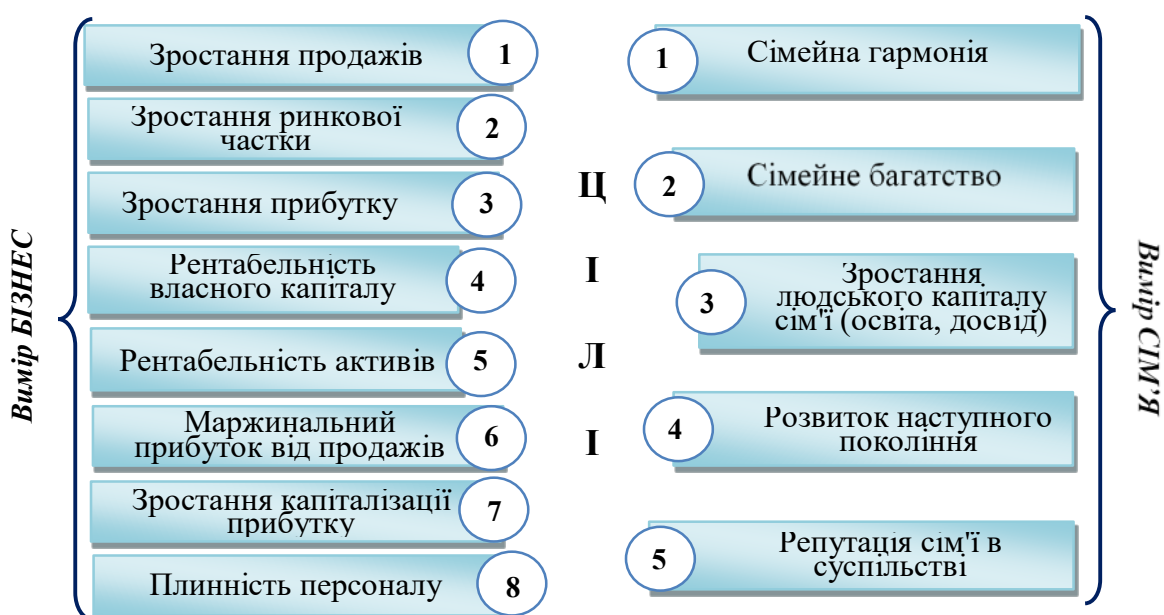 Вимір БІЗНЕС
Зростання продажів
1
Зростання ринкової
частки
2
Зростання прибутку
3
Рентабельність
власного капіталу
4
Рентабельність активів
5
Маржинальний
прибуток від продажів
6
Зростання капіталізації
прибутку
7
Плинність персоналу
8
Ц
І
Л
І
1
Сімейна гармонія
2
Сімейне багатство
3
Зростання
людського капіталу
сім'ї (освіта, досвід)
4
Розвиток наступного
покоління
5
Репутація сім'ї в
суспільстві
Вимір СІМ'Я